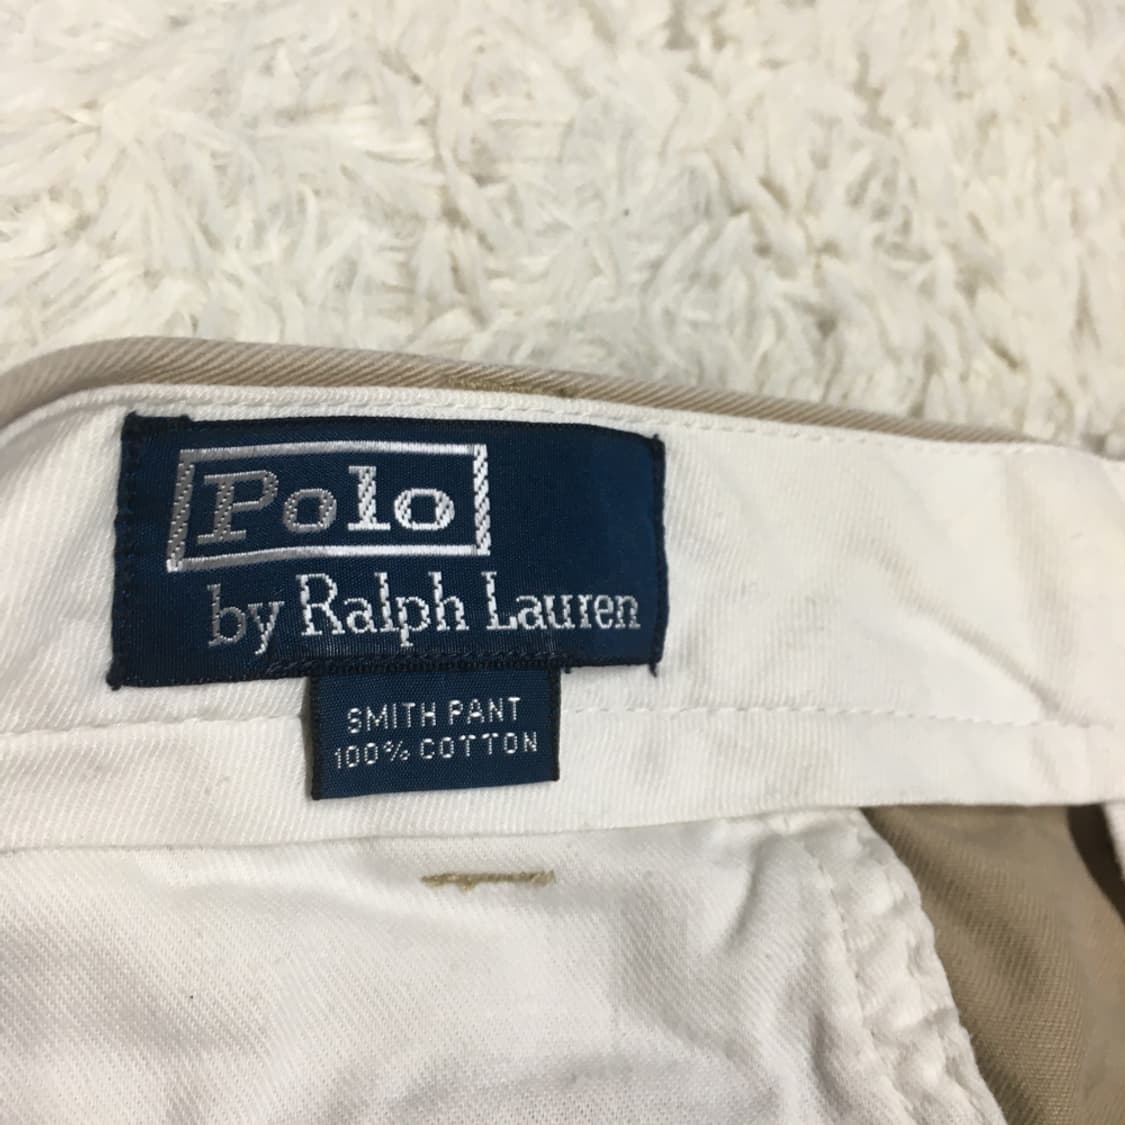 Polo
by Ralph Lauren
SMITH PANT
100% COTTON